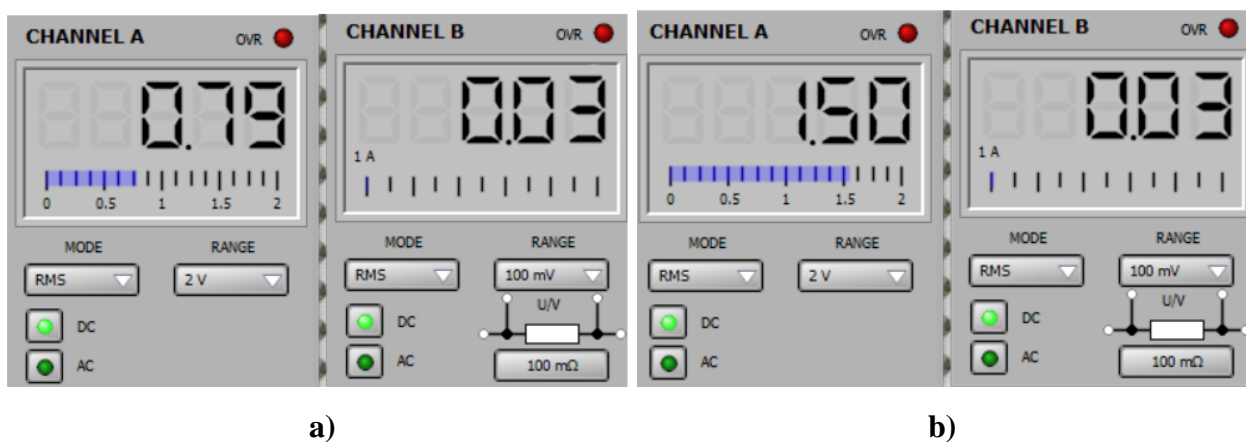 CHANNEL A OVR
0.79
0 0.5 1 1.5 2
MODE RANGE
RMS 2 V
DC
AC
CHANNEL B OVR
0.03
1 A
MODE RANGE
RMS 100 mV
U/V
DC
AC 100 mΩ
CHANNEL A OVR
1.50
0 0.5 1 1.5 2
MODE RANGE
RMS 2 V
DC
AC
CHANNEL B OVR
0.03
1 A
MODE RANGE
RMS 100 mV
U/V
DC
AC 100 mΩ
a) b)